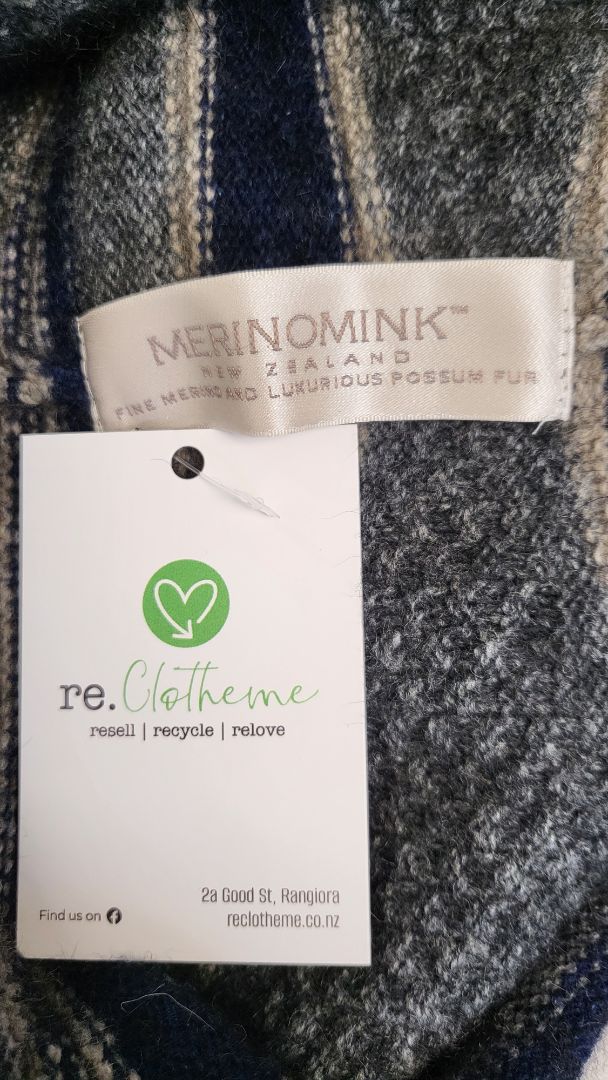 MERINOMINK™
NEW ZEALAND
FINE MERINO AND LUXURIOUS POSSUM FUR
re.Clotheme
resell | recycle | relove
2a Good St, Rangiora
Find us on
reclotheme.co.nz